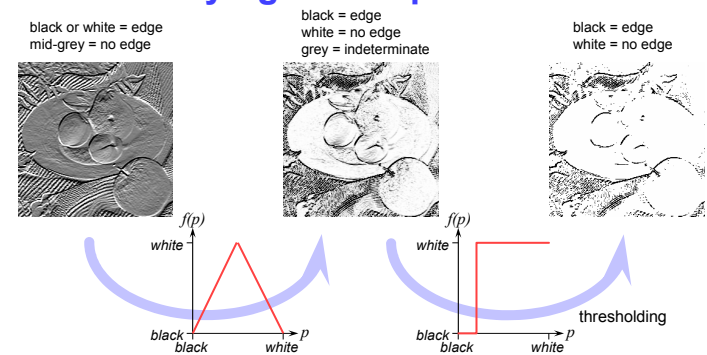 black or white = edge
mid-grey = no edge
black = edge
white = no edge
grey = indeterminate
black = edge
white = no edge
f(p)
white
black
p
black
white
f(p)
white
black
p
black
white
thresholding